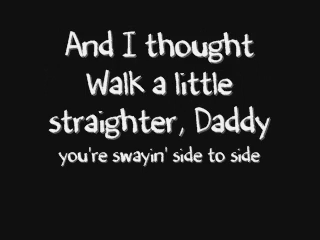 And I thought
Walk a little
straighter, Daddy
you're swayin' side to side